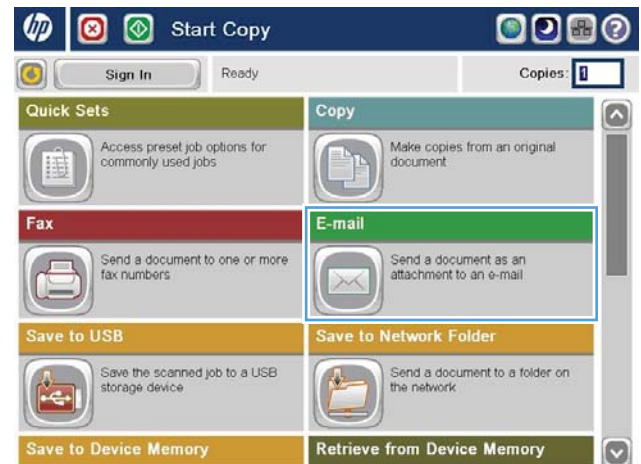 hp Start Copy
Sign In Ready Copies: 1
Quick Sets
Access preset job options for
commonly used jobs
Copy
Make copies from an original
document
Fax
Send a document to one or more
fax numbers
E-mail
Send a document as an
attachment to an e-mail
Save to USB
Save the scanned job to a USB
storage device
Save to Network Folder
Send a document to a folder on
the network
Save to Device Memory
Retrieve from Device Memory